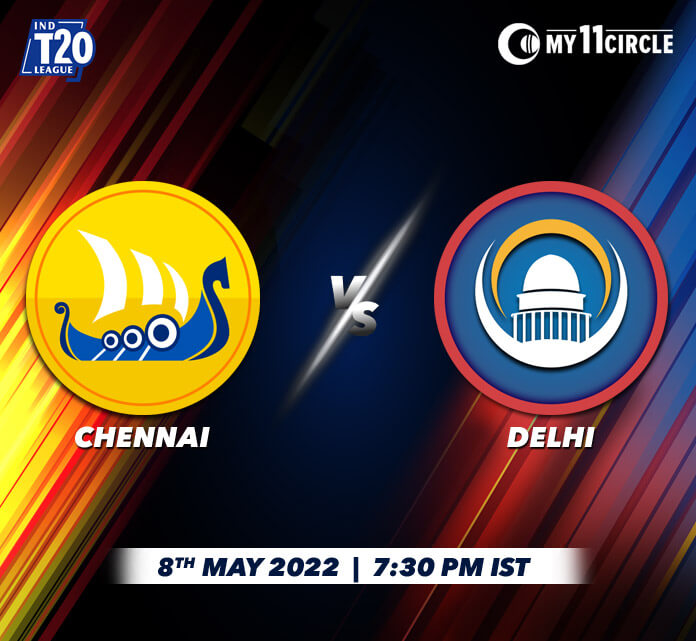 IND
T20
LEAGUE
MY11CIRCLE
VS
CHENNAI
DELHI
8TH MAY 2022 | 7:30 PM IST